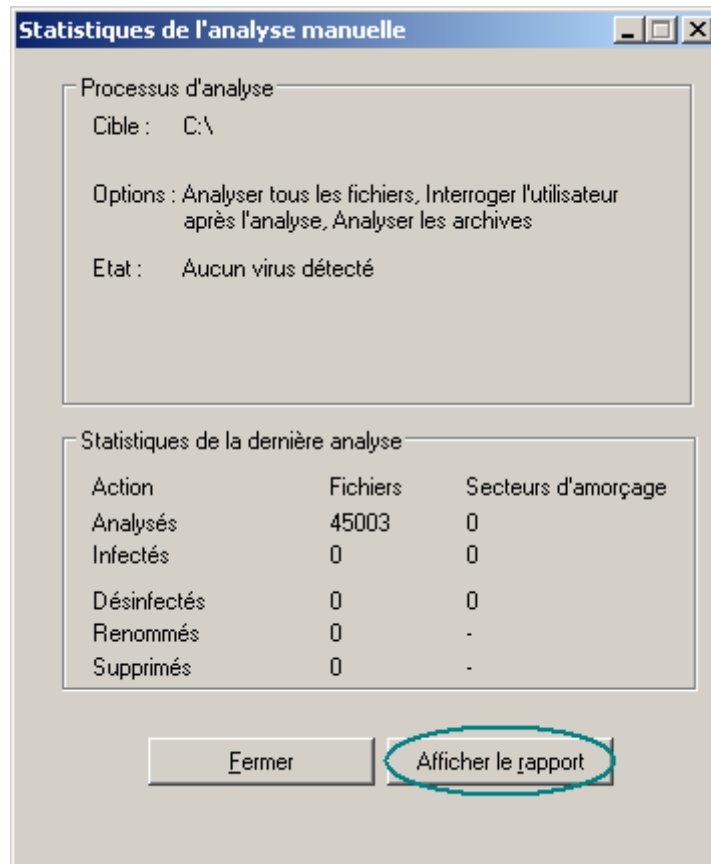 Statistiques de l'analyse manuelle
Processus d'analyse
Cible : C:\
Options : Analyser tous les fichiers, Interroger l'utilisateur
après l'analyse, Analyser les archives
Etat : Aucun virus détecté
Statistiques de la dernière analyse
Action Fichiers Secteurs d'amorçage
Analysés 45003 0
Infectés 0 0
Désinfectés 0 0
Renommés 0 -
Supprimés 0 -
Fermer Afficher le rapport